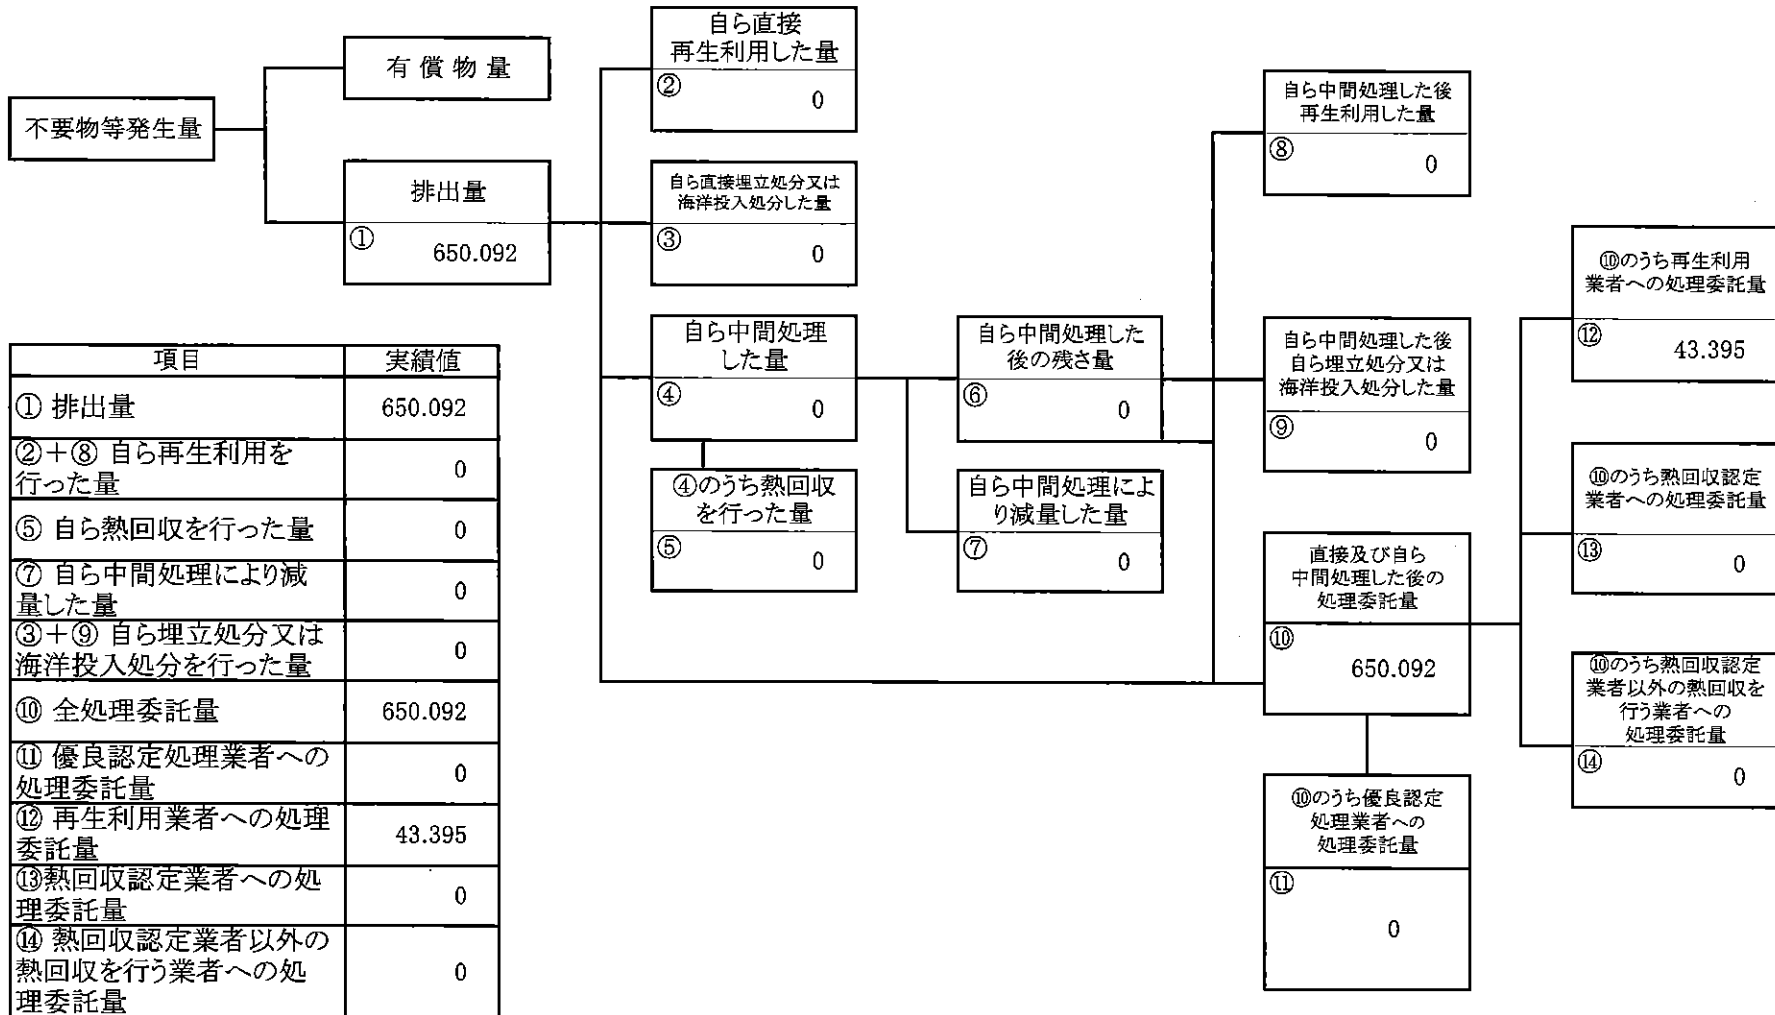 不要物等発生量
有償物量
排出量
①
650.092
自ら直接
再生利用した量
②
0
自ら直接埋立処分又は
海洋投入処分した量
③
0
自ら中間処理
した量
④
0
④のうち熱回収
を行った量
⑤
0
自ら中間処理した
後の残さ量
⑥
0
自ら中間処理によ
り減量した量
⑦
0
自ら中間処理した後
再生利用した量
⑧
0
自ら中間処理した後
自ら埋立処分又は
海洋投入処分した量
⑨
0
直接及び自ら
中間処理した後の
処理委託量
⑩
650.092
⑩のうち優良認定
処理業者への
処理委託量
⑪
0
⑩のうち再生利用
業者への処理委託量
⑫
43.395
⑩のうち熱回収認定
業者への処理委託量
⑬
0
⑩のうち熱回収認定
業者以外の熱回収を
行う業者への
処理委託量
⑭
0
項目 実績値
① 排出量 650.092
②＋⑧ 自ら再生利用を
行った量 0
⑤ 自ら熱回収を行った量 0
⑦ 自ら中間処理により減
量した量 0
③＋⑨ 自ら埋立処分又は
海洋投入処分を行った量 0
⑩ 全処理委託量 650.092
⑪ 優良認定処理業者への
処理委託量 0
⑫ 再生利用業者への処理
委託量 43.395
⑬熱回収認定業者への処
理委託量 0
⑭ 熱回収認定業者以外の
熱回収を行う業者への処
理委託量 0